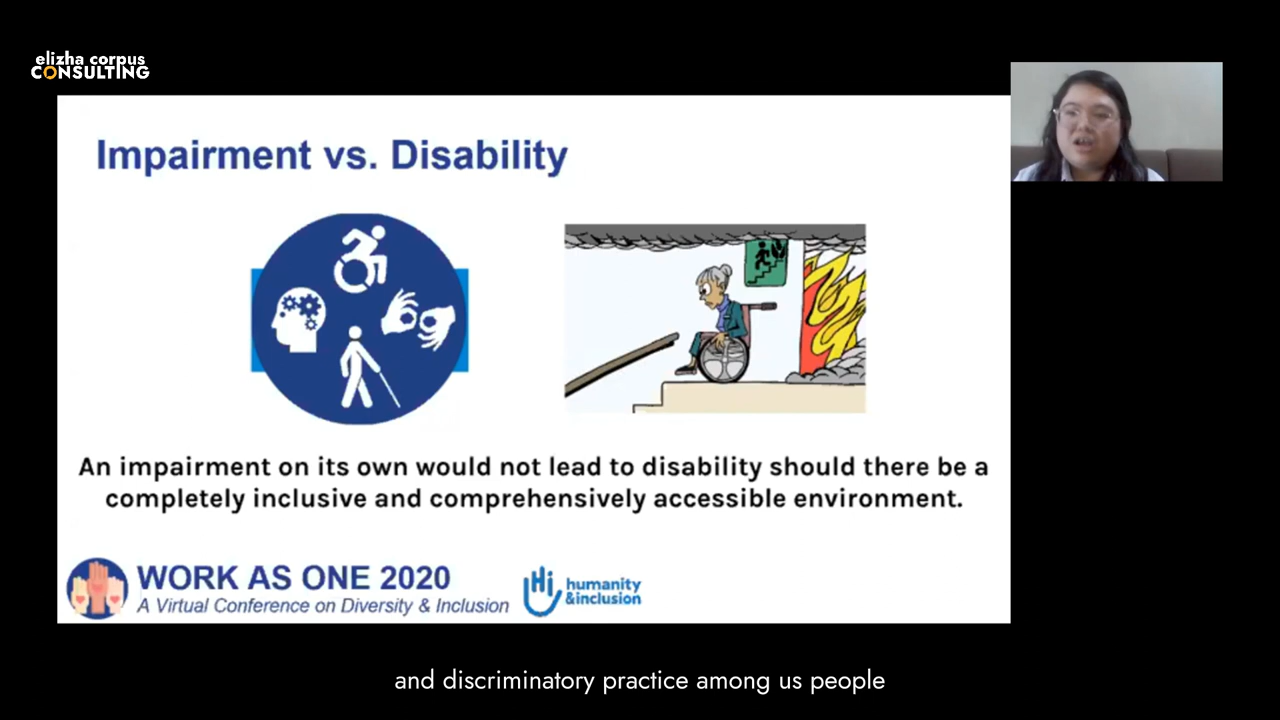 elizha corpus
CONSULTING
Impairment vs. Disability
An impairment on its own would not lead to disability should there be a
completely inclusive and comprehensively accessible environment.
WORK AS ONE 2020
A Virtual Conference on Diversity & Inclusion
Hi
humanity
&inclusion
and discriminatory practice among us people